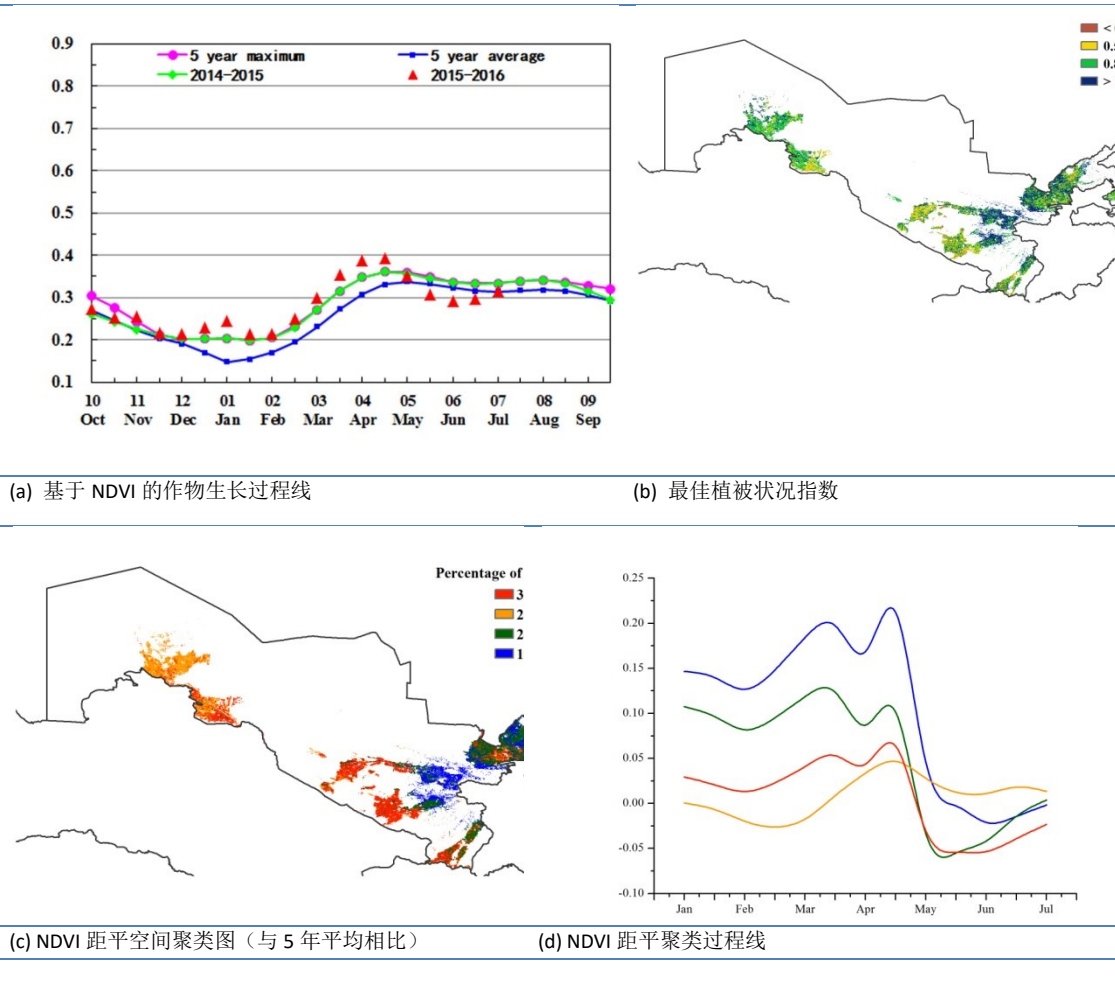 0.9
0.8
0.7
0.6
0.5
0.4
0.3
0.2
0.1
5 year maximum
5 year average
2014-2015
2015-2016
10 11 12 01 02 03 04 05 06 07 08 09
Oct Nov Dec Jan Feb Mar Apr May Jun Jul Aug Sep
<
0.
0.
>
(a) 基于 NDVI 的作物生长过程线
(b) 最佳植被状况指数
Percentage of
3
2
2
1
0.25
0.20
0.15
0.10
0.05
0.00
-0.05
-0.10
Jan Feb Mar Apr May Jun Jul
(c) NDVI 距平空间聚类图（与 5 年平均相比）
(d) NDVI 距平聚类过程线